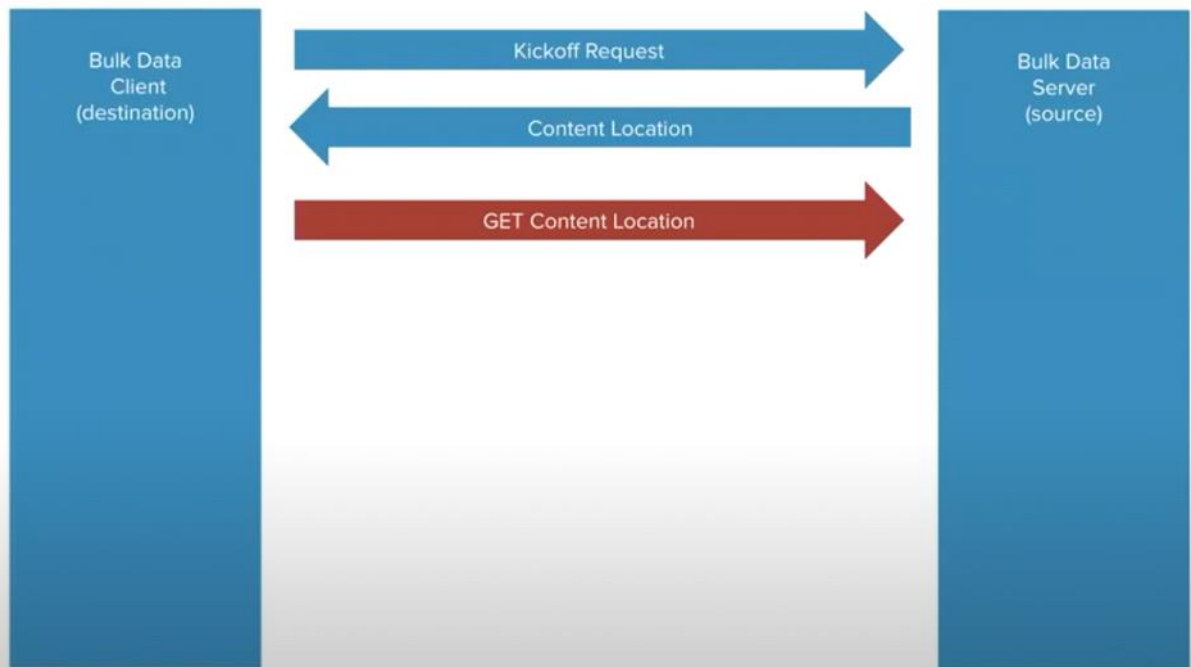 Bulk Data
Client
(destination)
Kickoff Request
Content Location
GET Content Location
Bulk Data
Server
(source)